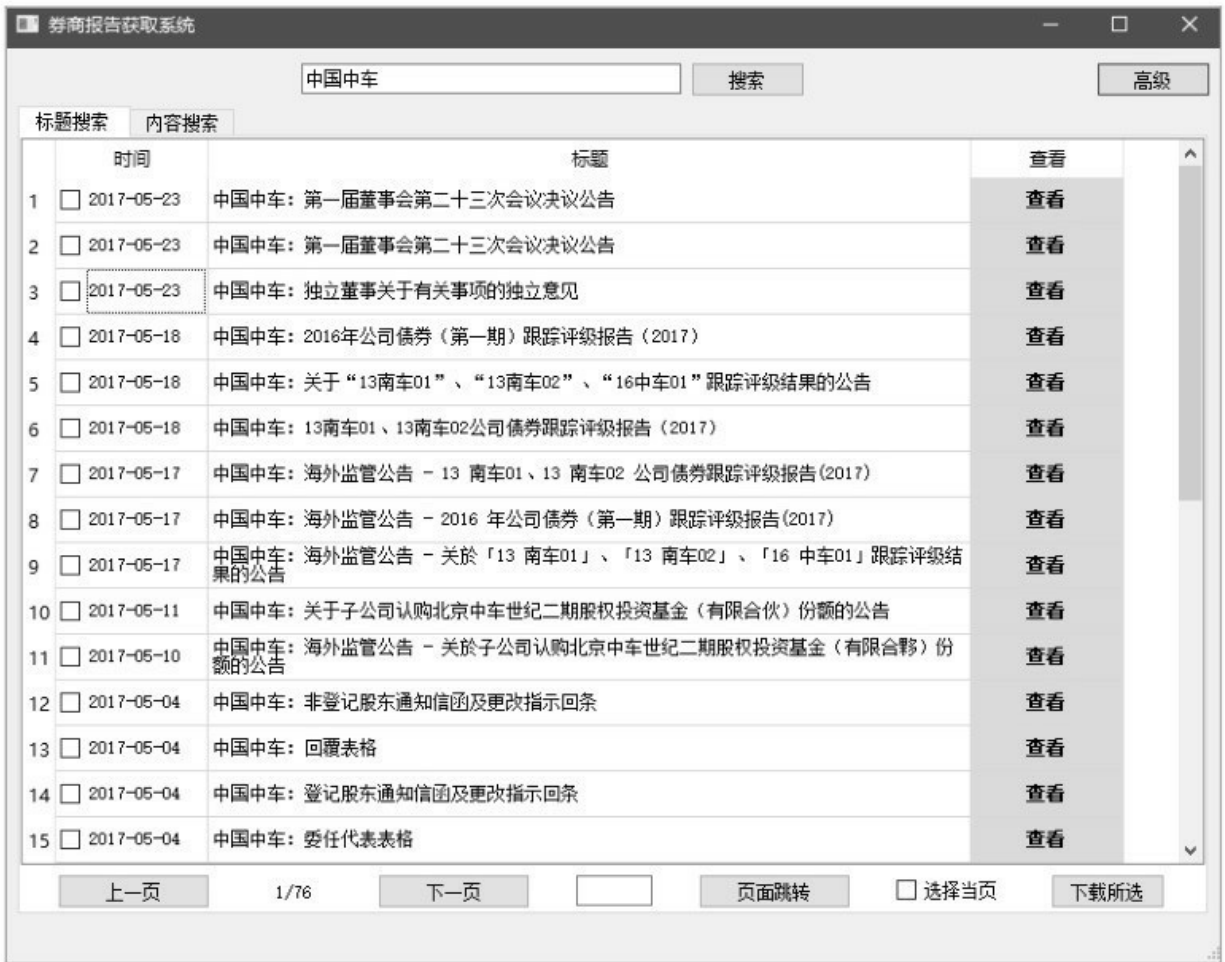 券商报告获取系统
中国中车 搜索 高级
标题搜索 内容搜索
时间 标题 查看
1 2017-05-23 中国中车：第一届董事会第二十三次会议决议公告 查看
2 2017-05-23 中国中车：第一届董事会第二十三次会议决议公告 查看
3 2017-05-23 中国中车：独立董事关于有关事项的独立意见 查看
4 2017-05-18 中国中车：2016年公司债券（第一期）跟踪评级报告（2017） 查看
5 2017-05-18 中国中车：关于“13南车01”、“13南车02”、“16中车01”跟踪评级结果的公告 查看
6 2017-05-18 中国中车：13南车01、13南车02公司债券跟踪评级报告（2017） 查看
7 2017-05-17 中国中车：海外监管公告 - 13 南车01、13 南车02 公司债券跟踪评级报告(2017) 查看
8 2017-05-17 中国中车：海外监管公告 - 2016 年公司债券（第一期）跟踪评级报告(2017) 查看
9 2017-05-17 中国中车：海外监管公告 - 关於「13 南车01」、「13 南车02」、「16 中车01」跟踪评级结
果的公告 查看
10 2017-05-11 中国中车：关于子公司认购北京中车世纪二期股权投资基金（有限合伙）份额的公告 查看
11 2017-05-10 中国中车：海外监管公告 - 关於子公司认购北京中车世纪二期股权投资基金（有限合夥）份
额的公告 查看
12 2017-05-04 中国中车：非登记股东通知信函及更改指示回条 查看
13 2017-05-04 中国中车：回覆表格 查看
14 2017-05-04 中国中车：登记股东通知信函及更改指示回条 查看
15 2017-05-04 中国中车：委任代表表格 查看
上一页 1/76 下一页 页面跳转 选择当页 下载所选